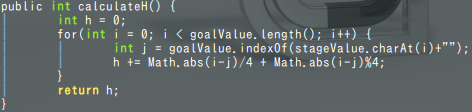 public int calculateH() {
int h = 0;
for(int i = 0; i < goalValue.length(); i++) {
int j = goalValue.indexOf(stageValue.charAt(i)+"");
h += Math.abs(i-j)/4 + Math.abs(i-j)%4;
}
return h;
}